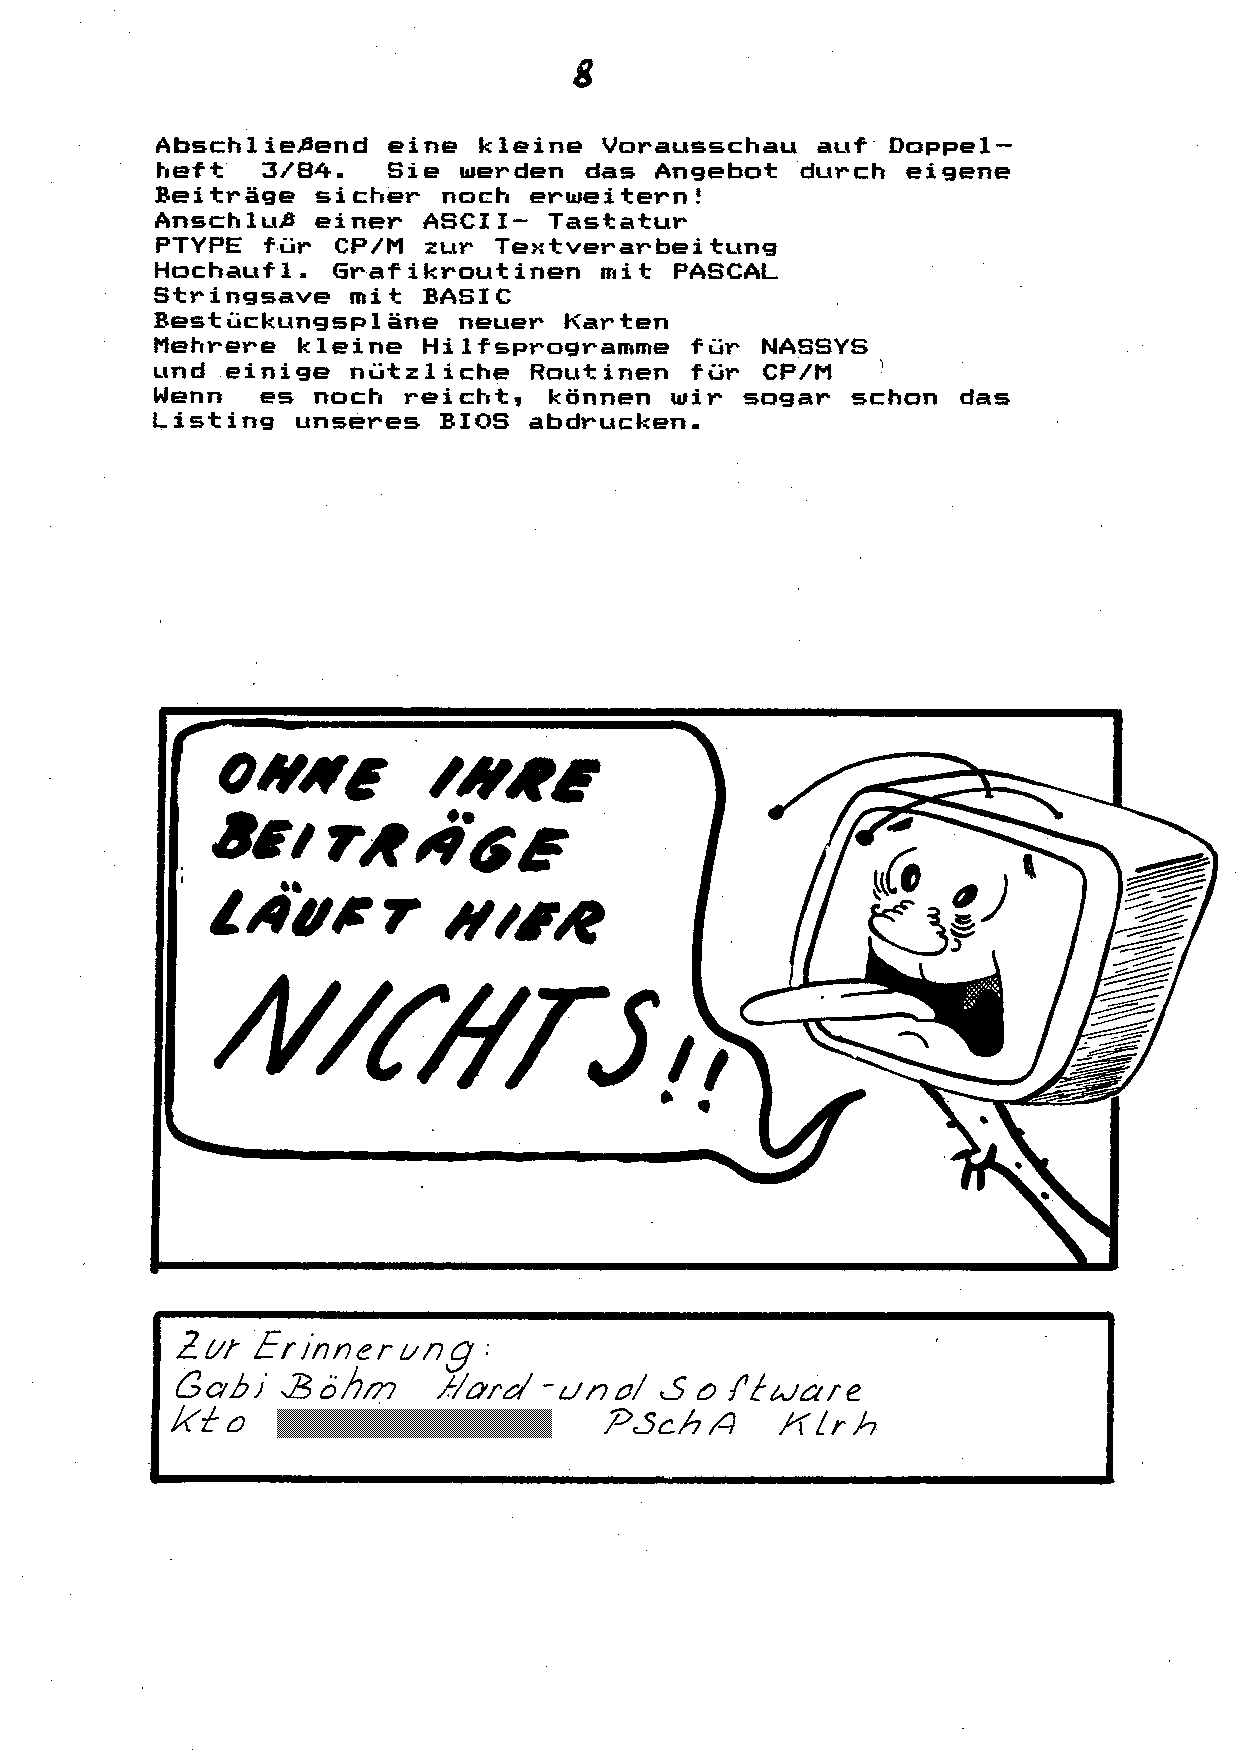 8
Abschließend eine kleine Vorausschau auf Doppel-
heft 3/84. Sie werden das Angebot durch eigene
Beiträge sicher noch erweitern!
Anschluß einer ASCII- Tastatur
PTYPE für CP/M zur Textverarbeitung
Hochaufl. Grafikroutinen mit PASCAL
Stringsave mit BASIC
Bestückungspläne neuer Karten
Mehrere kleine Hilfsprogramme für NASSYS
und einige nützliche Routinen für CP/M
Wenn es noch reicht, können wir sogar schon das
Listing unseres BIOS abdrucken.
OHNE IHRE
BEITRÄGE
LÄUFT HIER
NICHTS!!
Zur Erinnerung:
Gabi Böhm Hard-und Software
Kto PSchA Klrh